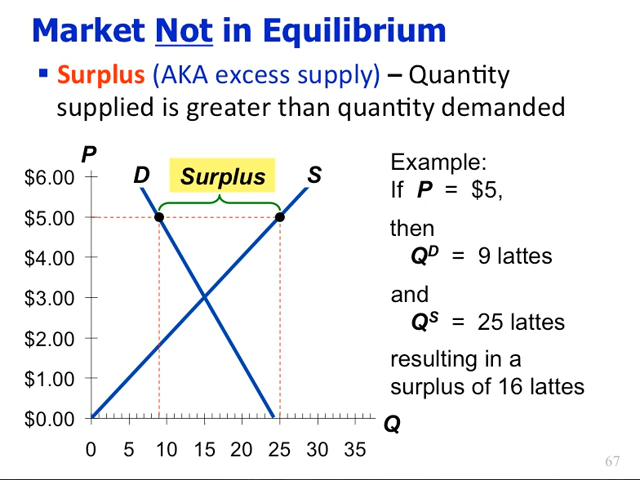 Market Not in Equilibrium
▪ Surplus (AKA excess supply) – Quantity
supplied is greater than quantity demanded
P
D
Surplus
S
$6.00
$5.00
$4.00
$3.00
$2.00
$1.00
$0.00
0 5 10 15 20 25 30 35
Q
Example:
If P = $5,
then
Qᴰ = 9 lattes
and
Qˢ = 25 lattes
resulting in a
surplus of 16 lattes
67